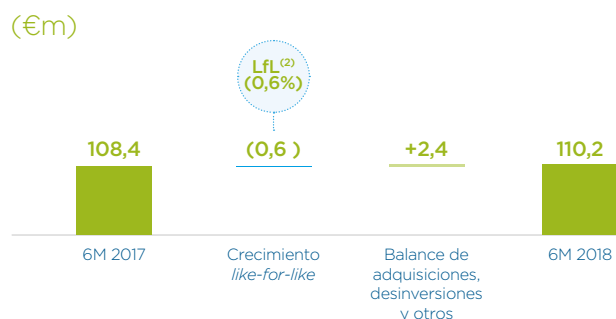 (€m)
LfL(2)
(0,6%)
108,4
(0,6 )
+2,4
110,2
6M 2017
Crecimiento
like-for-like
Balance de
adquisiciones,
desinversiones
y otros
6M 2018